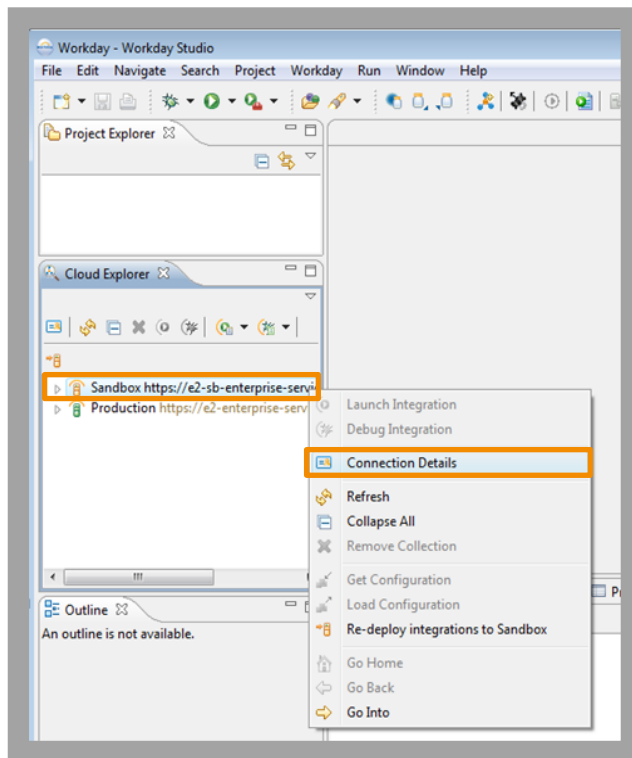 Workday - Workday Studio
File Edit Navigate Search Project Workday Run Window Help
Project Explorer
Cloud Explorer
Sandbox https://e2-sb-enterprise-servi
Production https://e2-enterprise-serv
Launch Integration
Debug Integration
Connection Details
Refresh
Collapse All
Remove Collection
Get Configuration
Load Configuration
Re-deploy integrations to Sandbox
Go Home
Go Back
Go Into
Outline
An outline is not available.